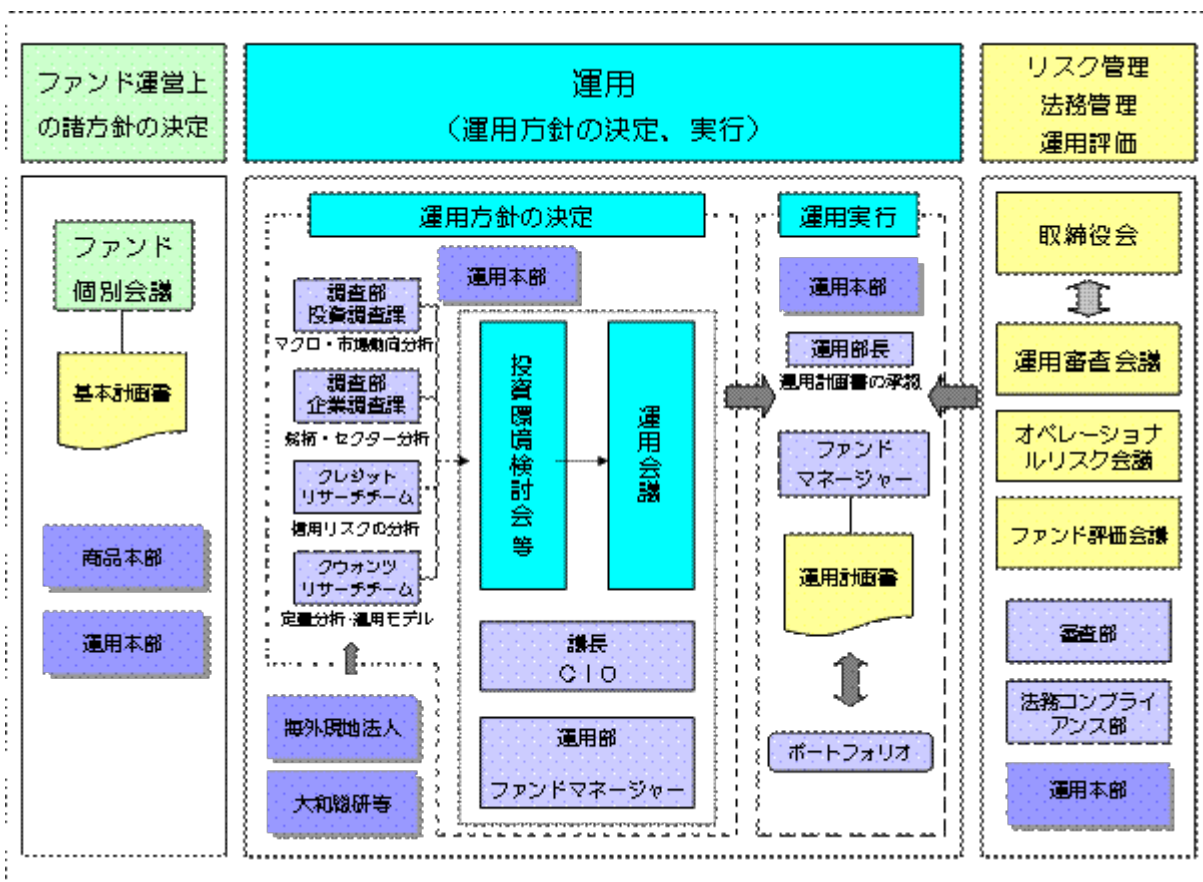 ファンド運営上
の諸方針の決定
運用
(運用方針の決定、実行)
リスク管理
法務管理
運用評価
ファンド
個別会議
基本計画書
商品本部
運用本部
運用方針の決定
運用本部
調査部
投資調査課
マクロ・市場動向分析
調査部
企業調査課
銘柄・セクター分析
クレジット
リサーチチーム
信用リスクの分析
クウォンツ
リサーチチーム
定量分析・運用モデル
海外現地法人
大和総研等
投資環境検討会等
運用会議
議長
CIO
運用部
ファンドマネージャー
運用実行
運用本部
運用部長
運用計画書の承認
ファンド
マネージャー
運用計画書
ポートフォリオ
取締役会
運用審査会議
オペレーショナ
ルリスク会議
ファンド評価会議
審査部
法務コンプライ
アンス部
運用本部